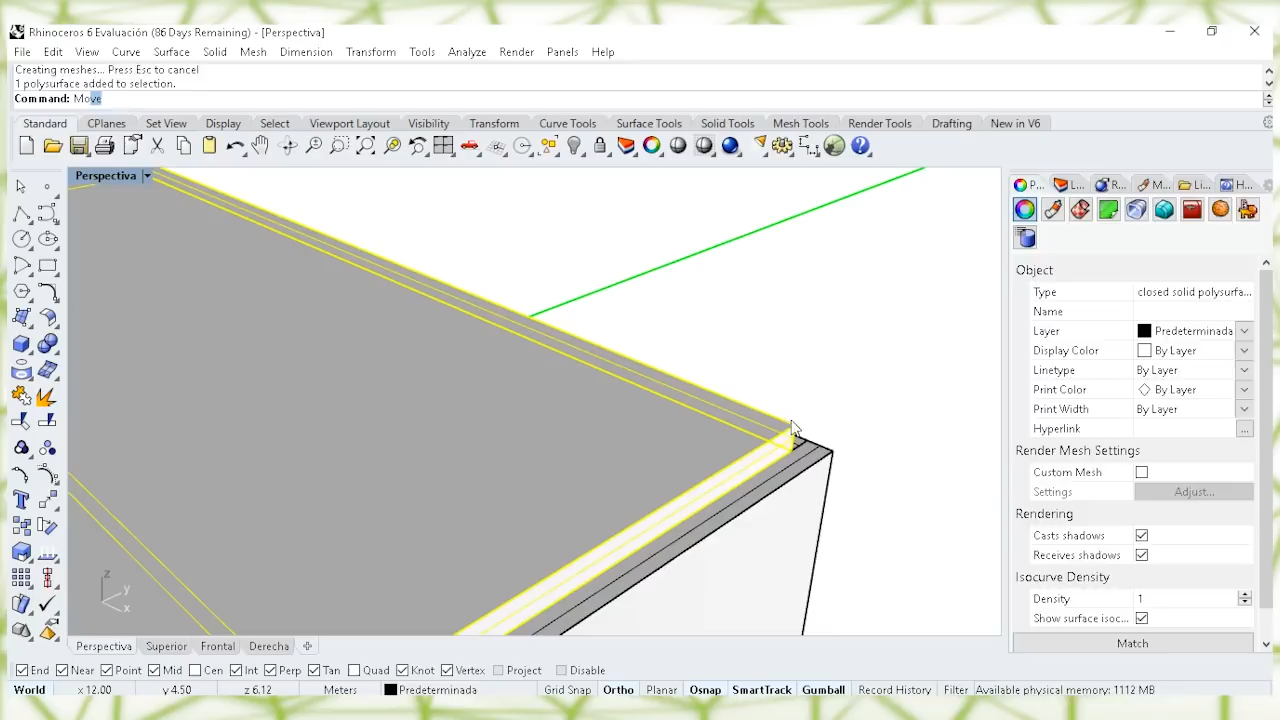 Rhinoceros 6 Evaluación (86 Days Remaining) - [Perspectiva]
File Edit View Curve Surface Solid Mesh Dimension Transform Tools Analyze Render Panels Help
Creating meshes... Press Esc to cancel
1 polysurface added to selection.
Command: Move
Standard CPlanes Set View Display Select Viewport Layout Visibility Transform Curve Tools Surface Tools Solid Tools Mesh Tools Render Tools Drafting New in V6
Perspectiva
P... L... R... M... Li... H...
Object
Type closed solid polysurfa...
Name
Layer Predeterminada
Display Color By Layer
Linetype By Layer
Print Color By Layer
Print Width By Layer
Hyperlink ...
Render Mesh Settings
Custom Mesh
Settings Adjust...
Rendering
Casts shadows
Receives shadows
Isocurve Density
Density 1
Show surface isoc...
Match
z
y
x
Perspectiva Superior Frontal Derecha
End Near Point Mid Cen Int Perp Tan Quad Knot Vertex Project Disable
World x 12.00 y 4.50 z 6.12 Meters Predeterminada Grid Snap Ortho Planar Osnap SmartTrack Gumball Record History Filter Available physical memory: 1112 MB